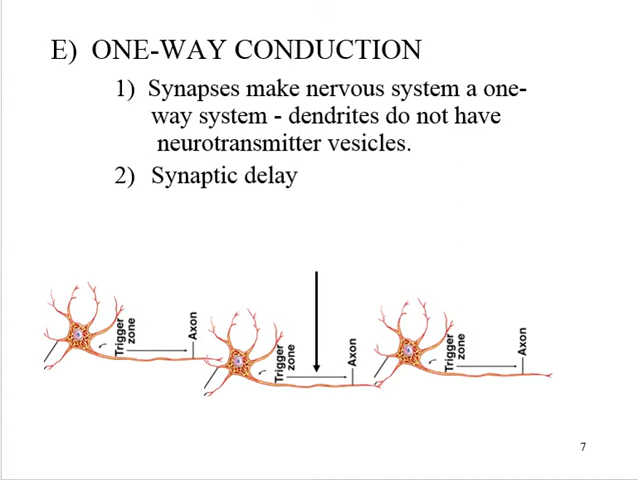 E) ONE-WAY CONDUCTION
1) Synapses make nervous system a one-
way system - dendrites do not have
neurotransmitter vesicles.
2) Synaptic delay
Trigger
zone
Axon
Trigger
zone
Axon
Trigger
zone
Axon
7